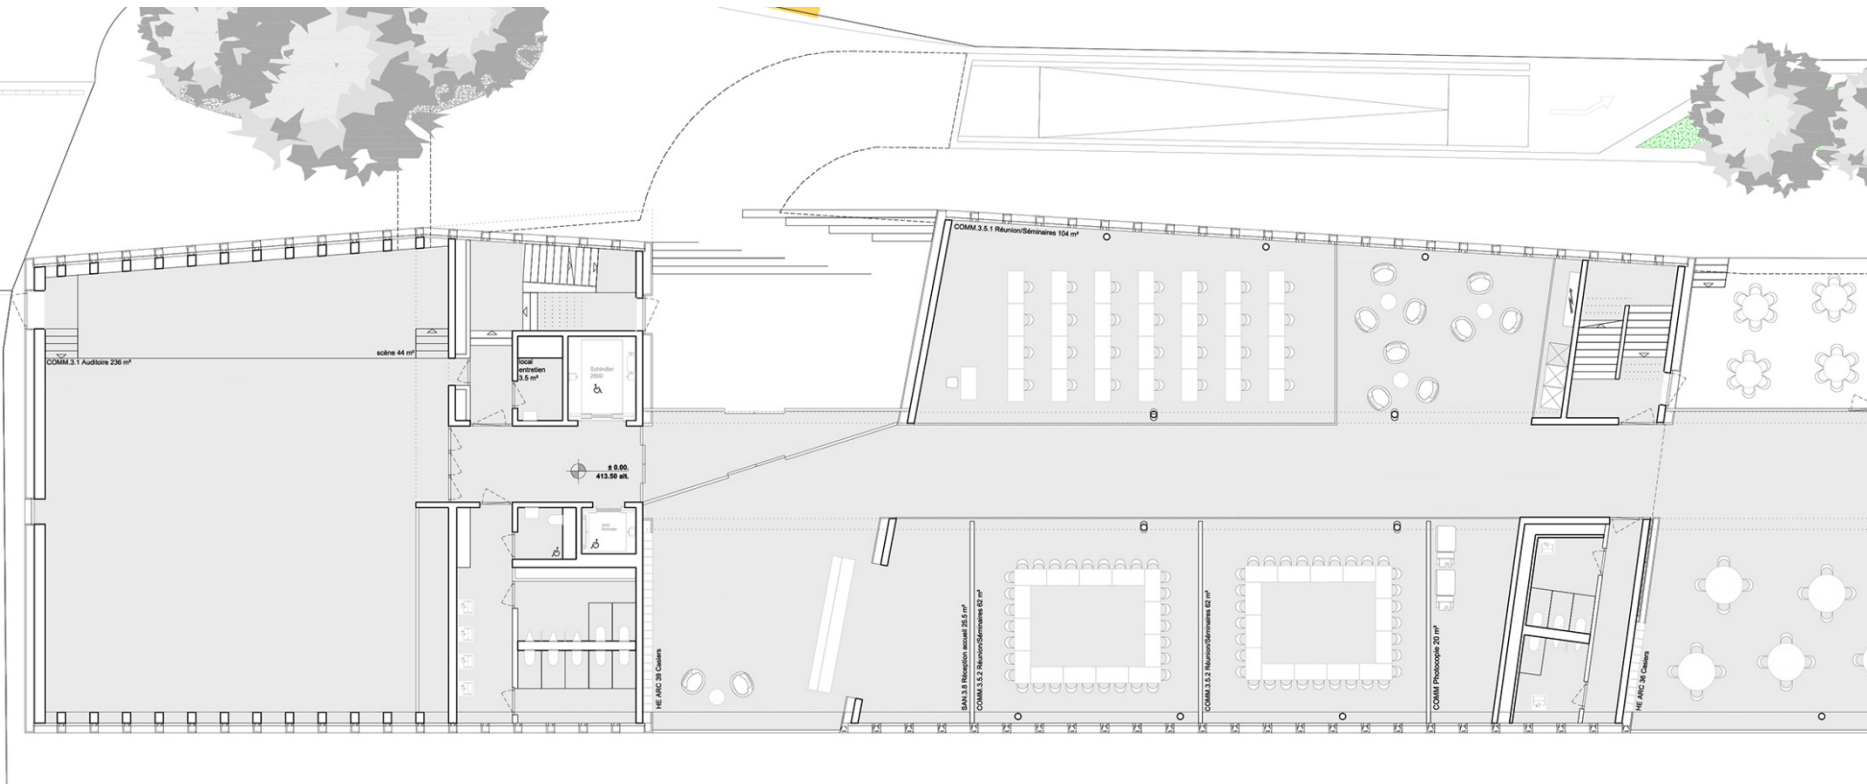 COMM.3.5.1 Réunion/Séminaires 104 m²
scène 44 m²
COMM.3.1 Auditoire 236 m²
local
entretien
3.5 m²
Schindler
2600
± 0.00.
413.50 alt.
HE ARC 39 Casiers
SAN.3.8 Réception accueil 25.5 m²
COMM.3.5.2 Réunion/Séminaires 62 m²
COMM.3.5.2 Réunion/Séminaires 62 m²
COMM Photocopie 20 m²
HE ARC 36 Casiers